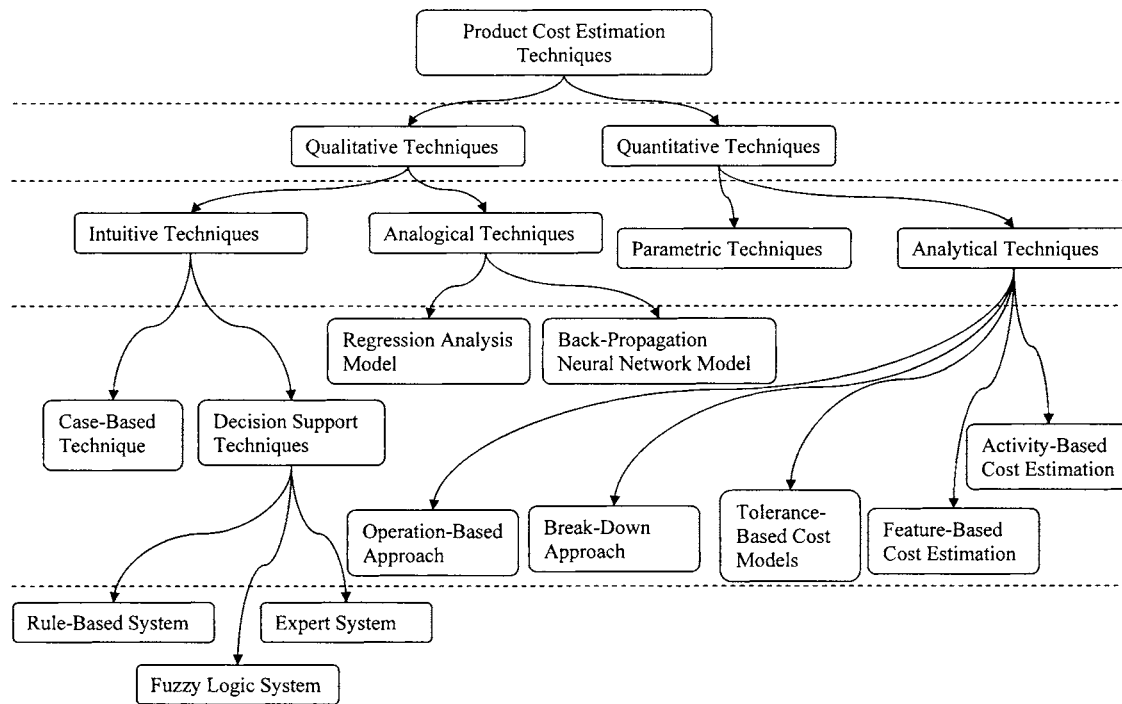 Product Cost Estimation
Techniques
Qualitative Techniques
Quantitative Techniques
Intuitive Techniques
Analogical Techniques
Parametric Techniques
Analytical Techniques
Regression Analysis
Model
Back-Propagation
Neural Network Model
Case-Based
Technique
Decision Support
Techniques
Activity-Based
Cost Estimation
Operation-Based
Approach
Break-Down
Approach
Tolerance-
Based Cost
Models
Feature-Based
Cost Estimation
Rule-Based System
Expert System
Fuzzy Logic System